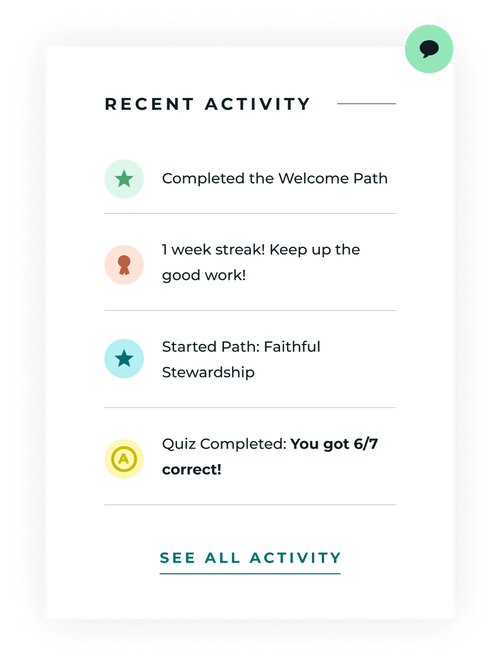 RECENT ACTIVITY
Completed the Welcome Path
1 week streak! Keep up the
good work!
Started Path: Faithful
Stewardship
A
Quiz Completed: You got 6/7
correct!
SEE ALL ACTIVITY